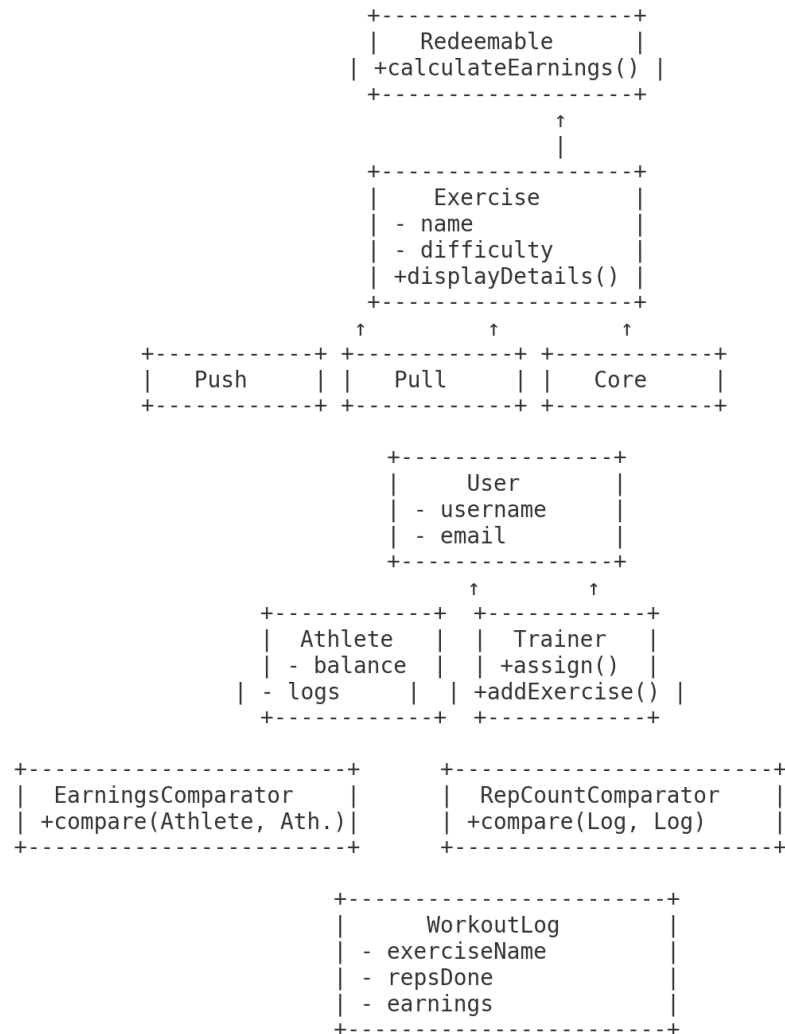 +-------------------+
|   Redeemable      |
| +calculateEarnings() |
+-------------------+
↑
|
+-------------------+
|    Exercise       |
| - name            |
| - difficulty      |
| +displayDetails() |
+-------------------+
↑         ↑         ↑
+------------+ +------------+ +------------+
|   Push     | |   Pull     | |   Core     |
+------------+ +------------+ +------------+
+----------------+
|     User       |
| - username     |
| - email        |
+----------------+
↑        ↑
+------------+  +------------+
|  Athlete   |  |  Trainer   |
| - balance  |  | +assign()  |
| - logs     |  | +addExercise() |
+------------+  +------------+
+------------------------+      +------------------------+
|  EarningsComparator    |      |  RepCountComparator    |
| +compare(Athlete, Ath.)|      | +compare(Log, Log)     |
+------------------------+      +------------------------+
+------------------------+
|      WorkoutLog        |
| - exerciseName         |
| - repsDone             |
| - earnings             |
+------------------------+